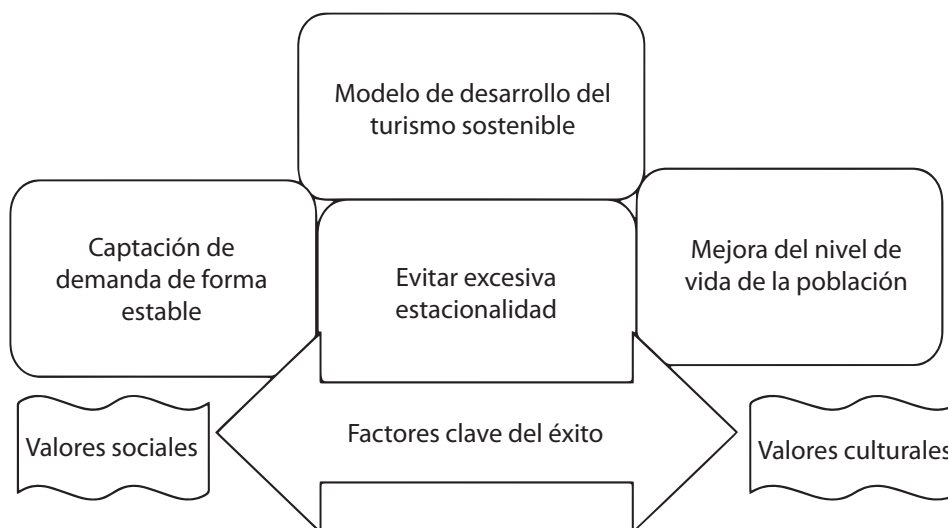 Modelo de desarrollo del
turismo sostenible
Captación de
demanda de forma
estable
Evitar excesiva
estacionalidad
Mejora del nivel de
vida de la población
Valores sociales
Factores clave del éxito
Valores culturales